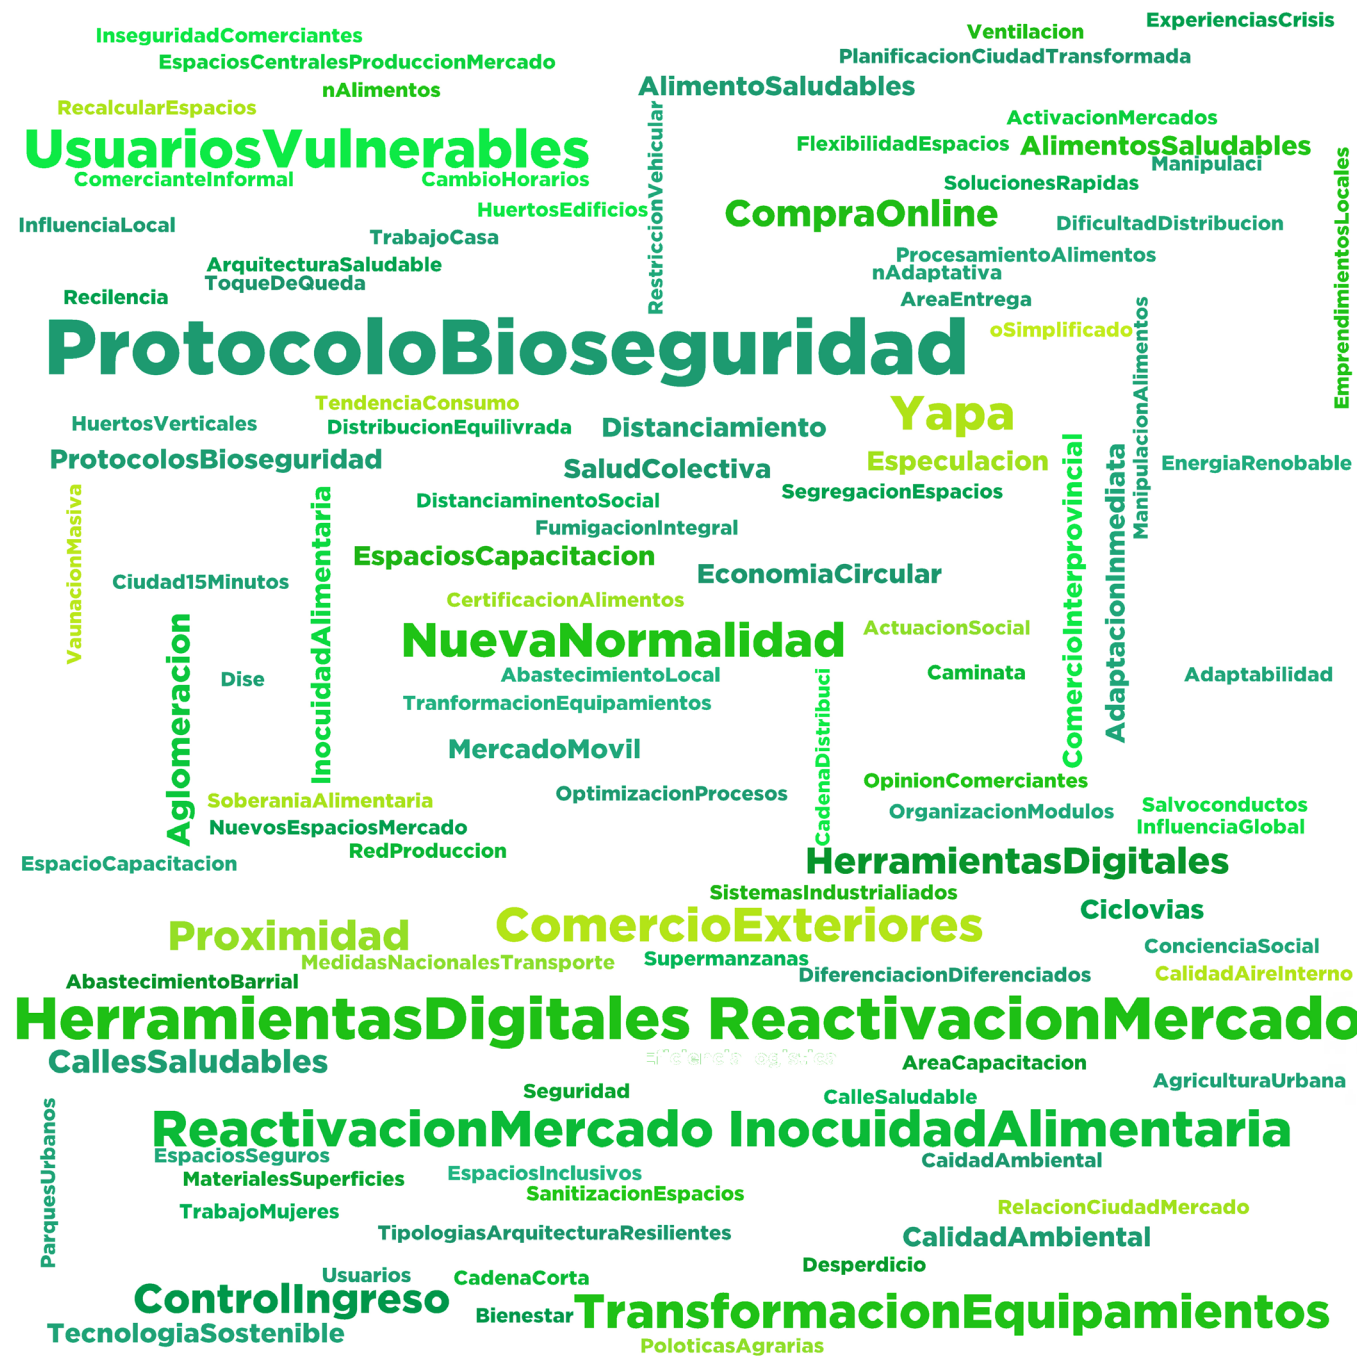 ExperienciasCrisis
Ventilacion
InseguridadComerciantes
PlanificacionCiudadTransformada
EspaciosCentralesProduccionMercado
AlimentoSaludables
nAlimentos
RecalcularEspacios
ActivacionMercados
UsuariosVulnerables
FlexibilidadEspacios
AlimentosSaludables
Manipulaci
ComercianteInformal
CambioHorarios
SolucionesRapidas
RestriccionVehicular
HuertosEdificios
CompraOnline
InfluenciaLocal
DificultadDistribucion
TrabajoCasa
ProcesamientoAlimentos
ArquitecturaSaludable
nAdaptativa
ToqueDeQueda
EmprendimientosLocales
Recilencia
AreaEntrega
oSimplificado
ProtocoloBioseguridad
TendenciaConsumo
Yapa
ManipulacionAlimentos
HuertosVerticales
DistribucionEquilivrada
Distanciamiento
ProtocolosBioseguridad
Especulacion
EnergiaRenobable
SaludColectiva
SegregacionEspacios
DistanciaminentoSocial
FumigacionIntegral
EspaciosCapacitacion
VaunacionMasiva
Ciudad15Minutos
EconomiaCircular
ComercioInterprovincial
AdaptacionInmediata
CertificacionAlimentos
InocuidadAlimentaria
ActuacionSocial
NuevaNormalidad
Caminata
AbastecimientoLocal
Adaptabilidad
Dise
TranformacionEquipamientos
Aglomeracion
MercadoMovil
CadenaDistribuci
OpinionComerciantes
OptimizacionProcesos
SoberaniaAlimentaria
Salvoconductos
OrganizacionModulos
NuevosEspaciosMercado
InfluenciaGlobal
RedProduccion
EspacioCapacitacion
HerramientasDigitales
SistemasIndustrialiados
Ciclovias
Proximidad
ComercioExteriores
ConcienciaSocial
MedidasNacionalesTransporte
Supermanzanas
DiferenciacionDiferenciados
CalidadAireInterno
AbastecimientoBarrial
HerramientasDigitales ReactivacionMercado
CallesSaludables
AreaCapacitacion
AgriculturaUrbana
Seguridad
CalleSaludable
ReactivacionMercado InocuidadAlimentaria
EspaciosSeguros
CaidadAmbiental
ParquesUrbanos
MaterialesSuperficies
EspaciosInclusivos
SanitizacionEspacios
TrabajoMujeres
RelacionCiudadMercado
TipologiasArquitecturaResilientes
CalidadAmbiental
Desperdicio
Usuarios
CadenaCorta
ControlIngreso
Bienestar
TransformacionEquipamientos
TecnologiaSostenible
PoloticasAgrarias